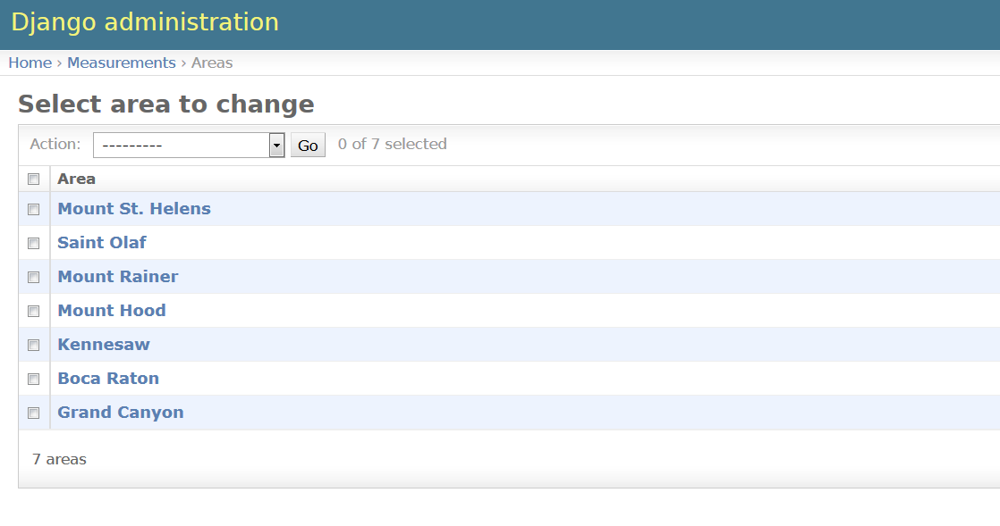 Django administration
Home › Measurements › Areas
Select area to change
Action: --------- Go 0 of 7 selected
Area
Mount St. Helens
Saint Olaf
Mount Rainer
Mount Hood
Kennesaw
Boca Raton
Grand Canyon
7 areas